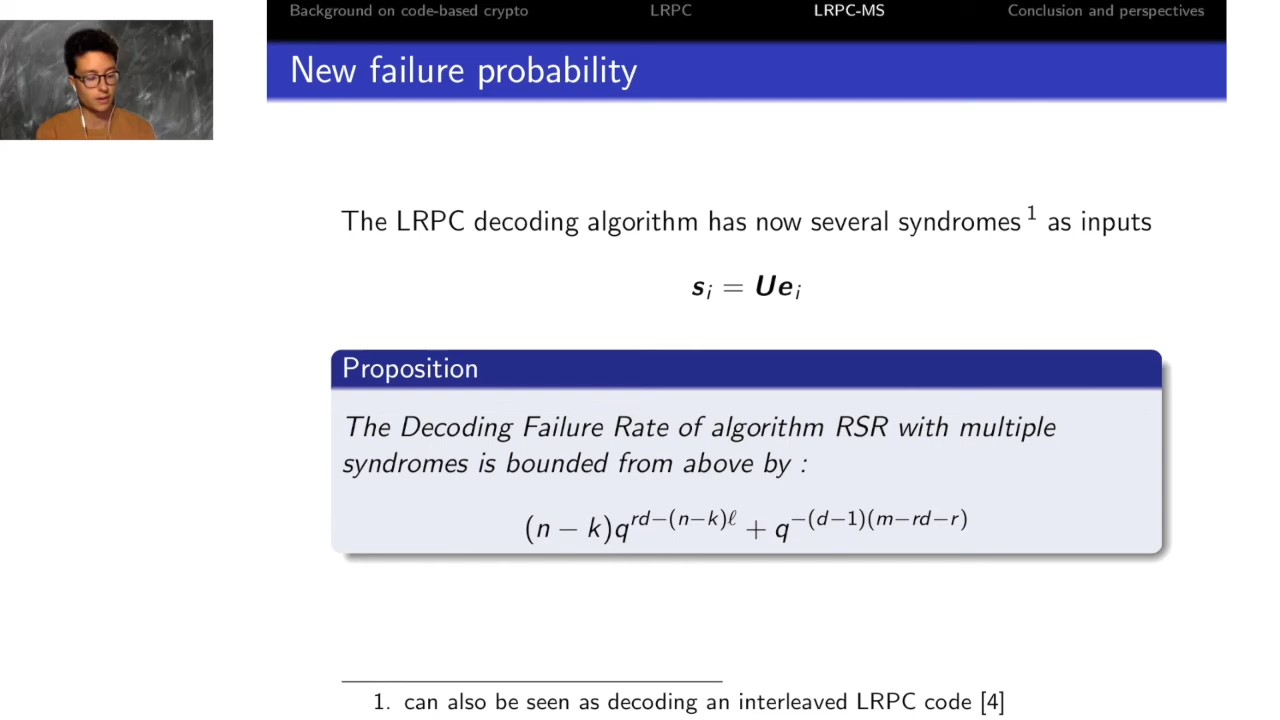 Background on code-based crypto LRPC LRPC-MS Conclusion and perspectives
New failure probability
The LRPC decoding algorithm has now several syndromes ¹ as inputs
sᵢ = Ueᵢ
Proposition
The Decoding Failure Rate of algorithm RSR with multiple
syndromes is bounded from above by :
(n − k)q^{rd−(n−k)ℓ} + q^{−(d−1)(m−rd−r)}
1. can also be seen as decoding an interleaved LRPC code [4]